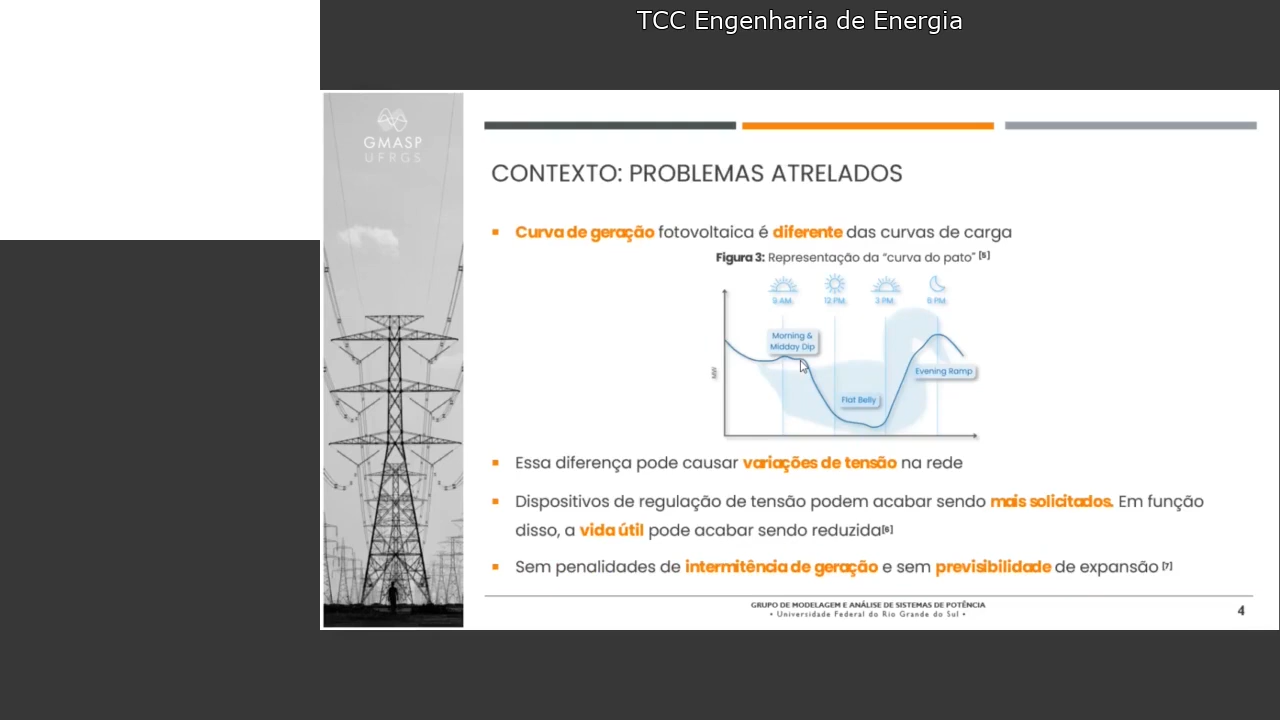 TCC Engenharia de Energia
GMASP
UFRGS
CONTEXTO: PROBLEMAS ATRELADOS
▪ Curva de geração fotovoltaica é diferente das curvas de carga
Figura 3: Representação da “curva do pato” [5]
9 AM 12 PM 3 PM 8 PM
MW
Morning &
Midday Dip
Evening Ramp
Flat Belly
▪ Essa diferença pode causar variações de tensão na rede
▪ Dispositivos de regulação de tensão podem acabar sendo mais solicitados. Em função
disso, a vida útil pode acabar sendo reduzida[6]
▪ Sem penalidades de intermitência de geração e sem previsibilidade de expansão [7]
GRUPO DE MODELAGEM E ANÁLISE DE SISTEMAS DE POTÊNCIA
• Universidade Federal do Rio Grande do Sul •
4